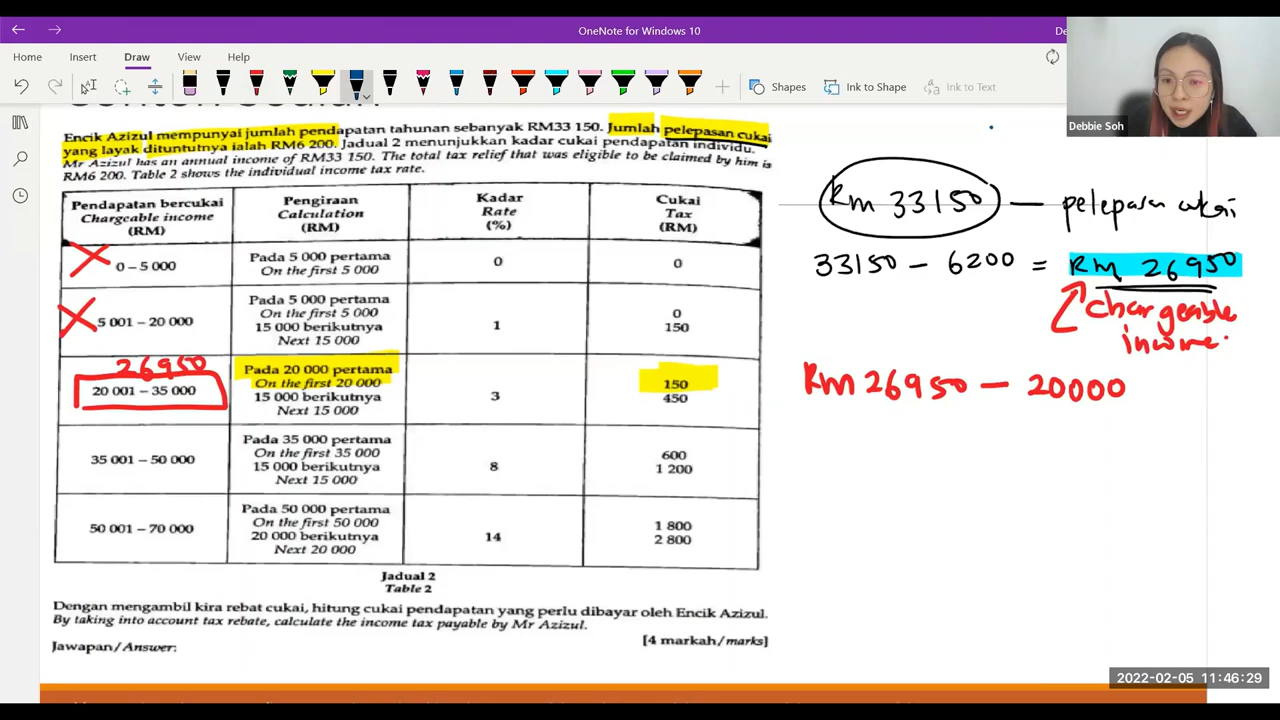 OneNote for Windows 10
De
Home Insert Draw View Help
Shapes Ink to Shape Ink to Text
Debbie Soh
Encik Azizul mempunyai jumlah pendapatan tahunan sebanyak RM33 150. Jumlah pelepasan cukai
yang layak dituntutnya ialah RM6 200. Jadual 2 menunjukkan kadar cukai pendapatan individu.
Mr Azizul has an annual income of RM33 150. The total tax relief that was eligible to be claimed by him is
RM6 200. Table 2 shows the individual income tax rate.
Pendapatan bercukai
Chargeable income
(RM)
Pengiraan
Calculation
(RM)
Kadar
Rate
(%)
Cukai
Tax
(RM)
0 – 5 000
Pada 5 000 pertama
On the first 5 000
0
0
5 001 – 20 000
Pada 5 000 pertama
On the first 5 000
15 000 berikutnya
Next 15 000
1
0
150
26950
20 001 – 35 000
Pada 20 000 pertama
On the first 20 000
15 000 berikutnya
Next 15 000
3
150
450
35 001 – 50 000
Pada 35 000 pertama
On the first 35 000
15 000 berikutnya
Next 15 000
8
600
1 200
50 001 – 70 000
Pada 50 000 pertama
On the first 50 000
20 000 berikutnya
Next 20 000
14
1 800
2 800
Jadual 2
Table 2
Dengan mengambil kira rebat cukai, hitung cukai pendapatan yang perlu dibayar oleh Encik Azizul.
By taking into account tax rebate, calculate the income tax payable by Mr Azizul.
[4 markah/marks]
Jawapan/Answer:
Rm 33150 — pelepasan cukai
33150 – 6200 = Rm 26950
chargeable
income.
Rm 26950 – 20000
2022-02-05 11:46:29